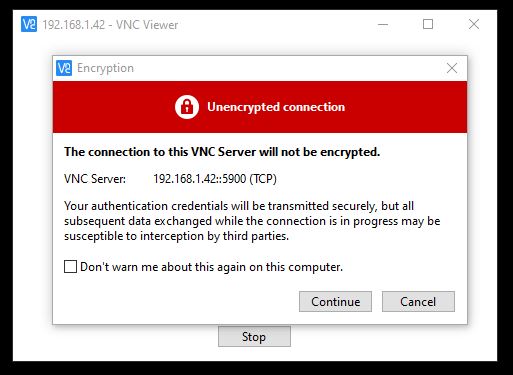 192.168.1.42 - VNC Viewer
Encryption
Unencrypted connection
The connection to this VNC Server will not be encrypted.
VNC Server: 192.168.1.42::5900 (TCP)
Your authentication credentials will be transmitted securely, but all
subsequent data exchanged while the connection is in progress may be
susceptible to interception by third parties.
Don't warn me about this again on this computer.
Continue Cancel
Stop